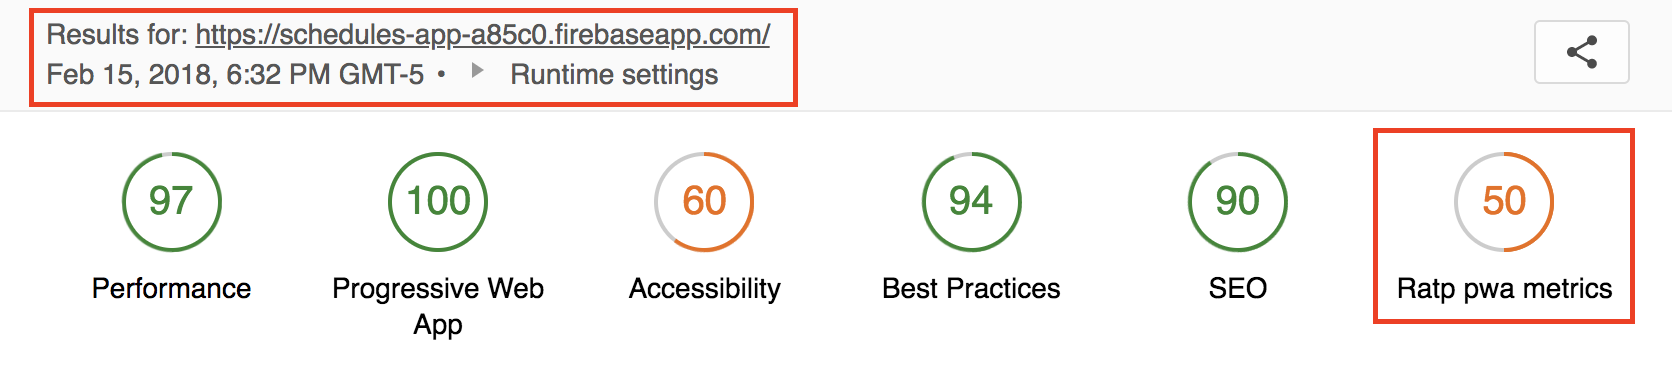 Results for: https://schedules-app-a85c0.firebaseapp.com/
Feb 15, 2018, 6:32 PM GMT-5 • ▶ Runtime settings
97
100
60
94
90
50
Performance
Progressive Web
App
Accessibility
Best Practices
SEO
Ratp pwa metrics